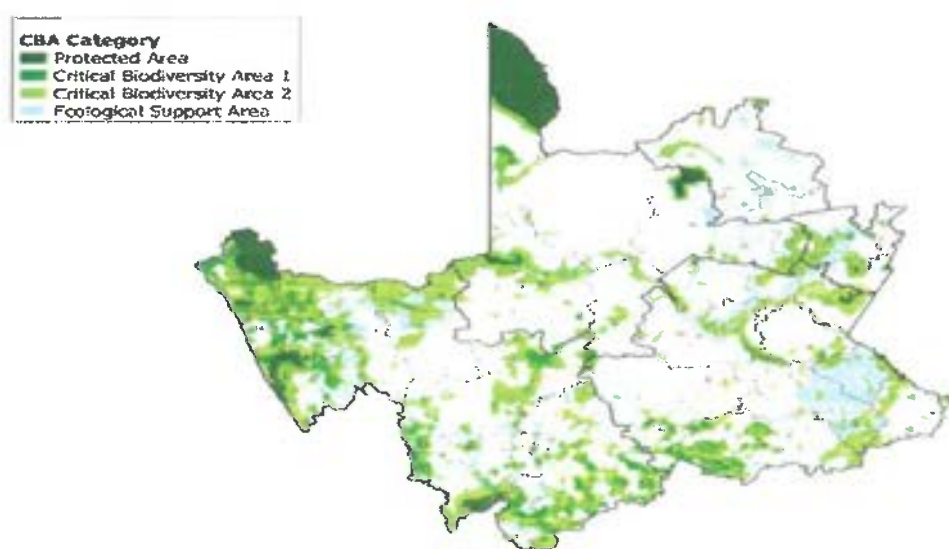 CBA Category
Protected Area
Critical Biodiversity Area 1
Critical Biodiversity Area 2
Ecological Support Area